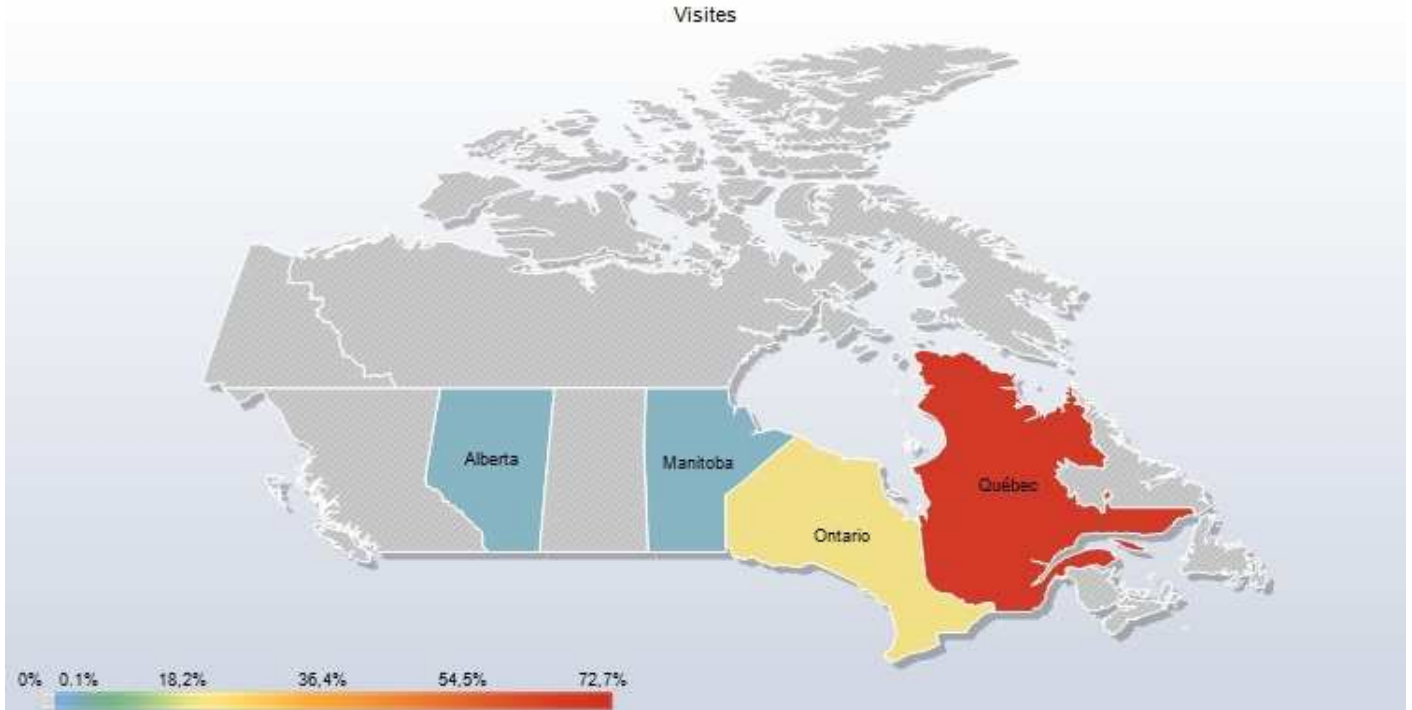 Visites
Alberta
Manitoba
Québec
Ontario
0% 0,1% 18,2% 36,4% 54,5% 72,7%